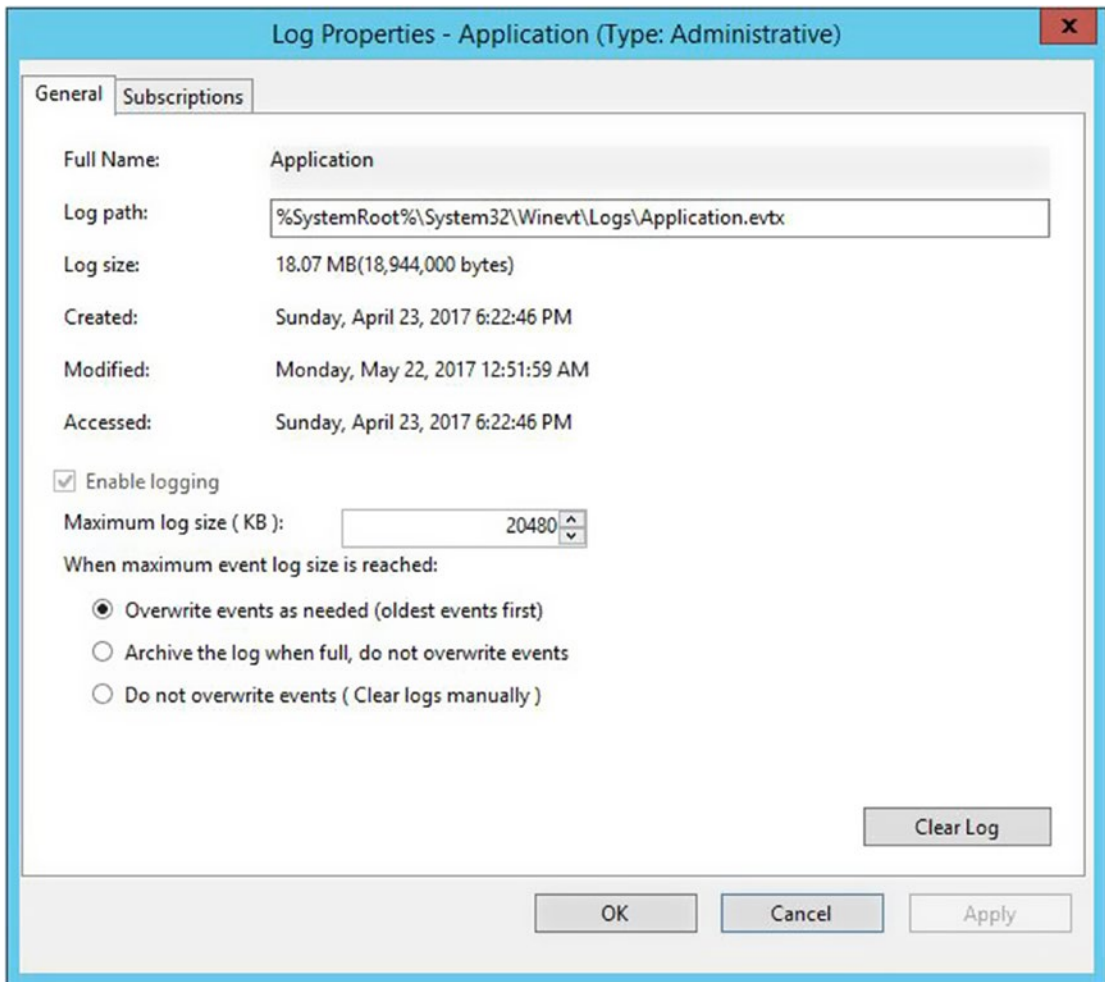 Log Properties - Application (Type: Administrative)
x
General Subscriptions
Full Name: Application
Log path: %SystemRoot%\System32\Winevt\Logs\Application.evtx
Log size: 18.07 MB(18,944,000 bytes)
Created: Sunday, April 23, 2017 6:22:46 PM
Modified: Monday, May 22, 2017 12:51:59 AM
Accessed: Sunday, April 23, 2017 6:22:46 PM
Enable logging
Maximum log size ( KB ): 20480
When maximum event log size is reached:
Overwrite events as needed (oldest events first)
Archive the log when full, do not overwrite events
Do not overwrite events ( Clear logs manually )
Clear Log
OK Cancel Apply